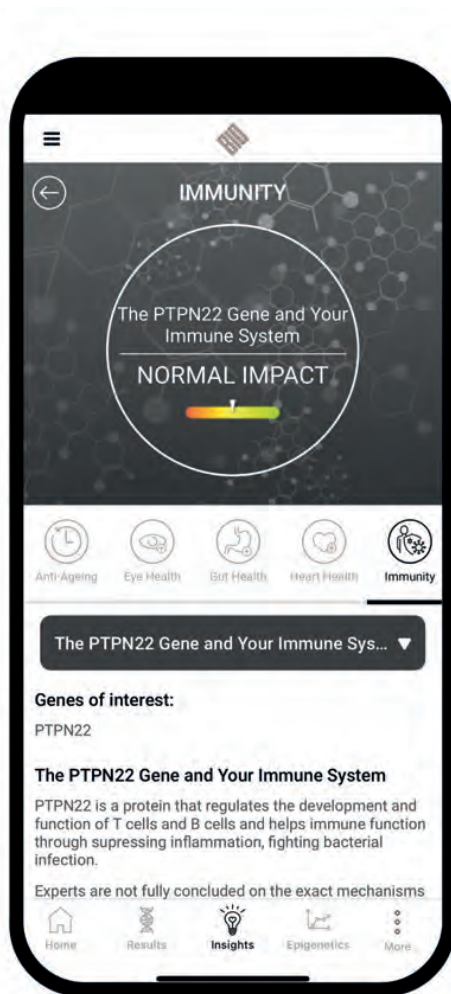 IMMUNITY
The PTPN22 Gene and Your
Immune System
NORMAL IMPACT
Anti-Ageing
Eye Health
Gut Health
Heart Health
Immunity
The PTPN22 Gene and Your Immune Sys...
Genes of interest:
PTPN22
The PTPN22 Gene and Your Immune System
PTPN22 is a protein that regulates the development and
function of T cells and B cells and helps immune function
through supressing inflammation, fighting bacterial
infection.
Experts are not fully concluded on the exact mechanisms
Home
Results
Insights
Epigenetics
More